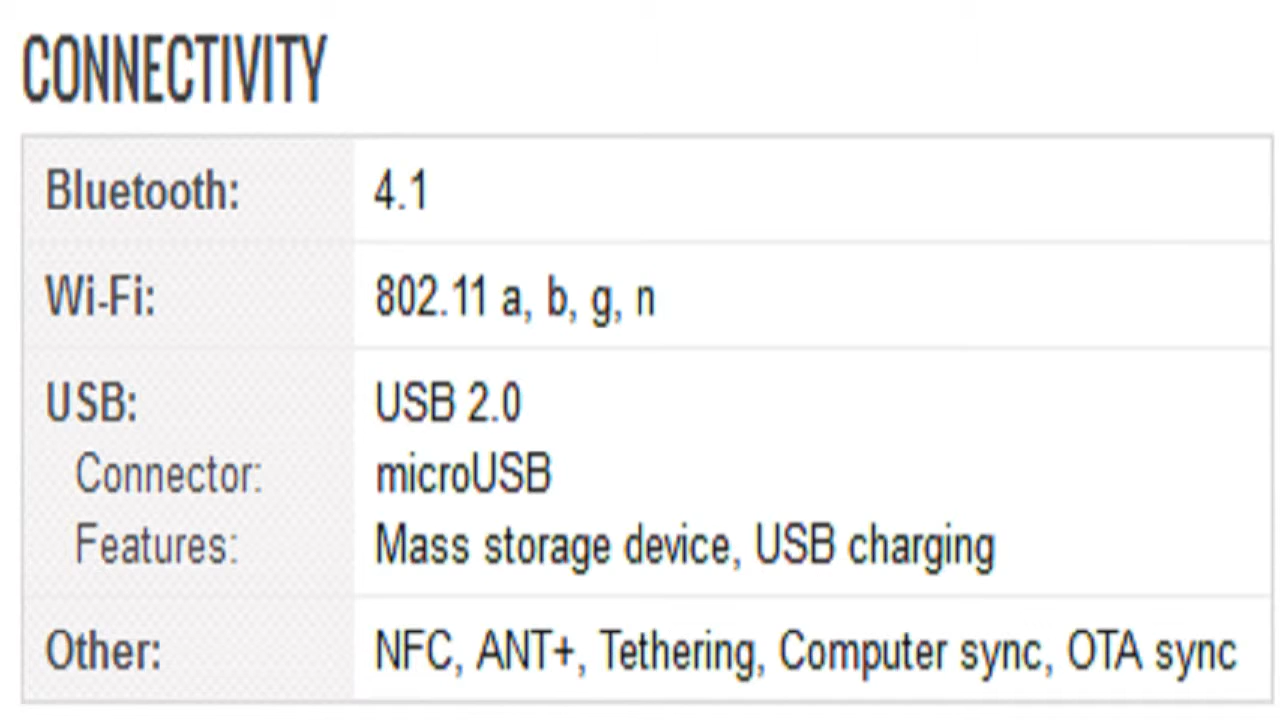 CONNECTIVITY
Bluetooth: 4.1
Wi-Fi: 802.11 a, b, g, n
USB: USB 2.0
Connector: microUSB
Features: Mass storage device, USB charging
Other: NFC, ANT+, Tethering, Computer sync, OTA sync